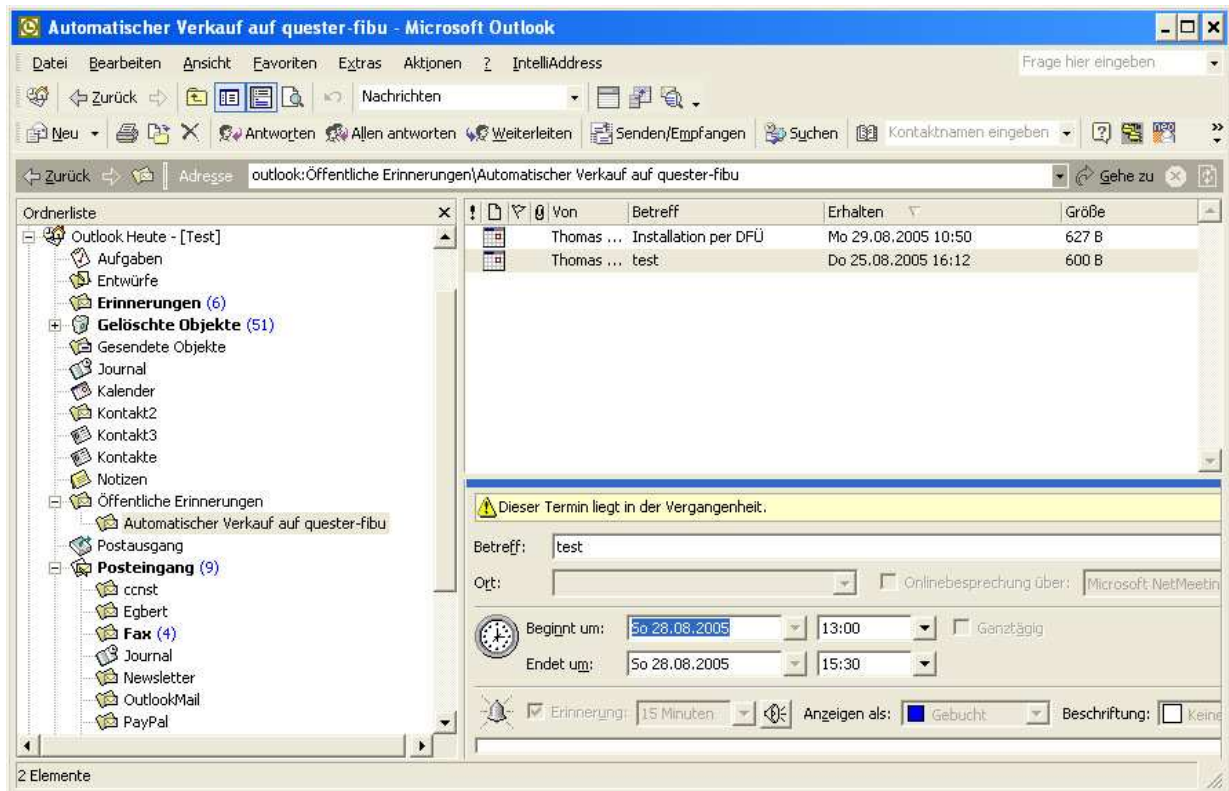 Automatischer Verkauf auf quester-fibu - Microsoft Outlook
Datei Bearbeiten Ansicht Favoriten Extras Aktionen ? IntelliAddress Frage hier eingeben
Zurück Nachrichten
Neu Antworten Allen antworten Weiterleiten Senden/Empfangen Suchen Kontaktnamen eingeben
Zurück Adresse outlook:Öffentliche Erinnerungen\Automatischer Verkauf auf quester-fibu Gehe zu
Ordnerliste
Outlook Heute - [Test]
Aufgaben
Entwürfe
Erinnerungen (6)
Gelöschte Objekte (51)
Gesendete Objekte
Journal
Kalender
Kontakt2
Kontakt3
Kontakte
Notizen
Öffentliche Erinnerungen
Automatischer Verkauf auf quester-fibu
Postausgang
Posteingang (9)
ccnst
Egbert
Fax (4)
Journal
Newsletter
OutlookMail
PayPal
! Von Betreff Erhalten Größe
Thomas ... Installation per DFÜ Mo 29.08.2005 10:50 627 B
Thomas ... test Do 25.08.2005 16:12 600 B
Dieser Termin liegt in der Vergangenheit.
Betreff: test
Ort: Onlinebesprechung über: Microsoft NetMeetin
Beginnt um: So 28.08.2005 13:00 Ganztägig
Endet um: So 28.08.2005 15:30
Erinnerung: 15 Minuten Anzeigen als: Gebucht Beschriftung: Keine
2 Elemente